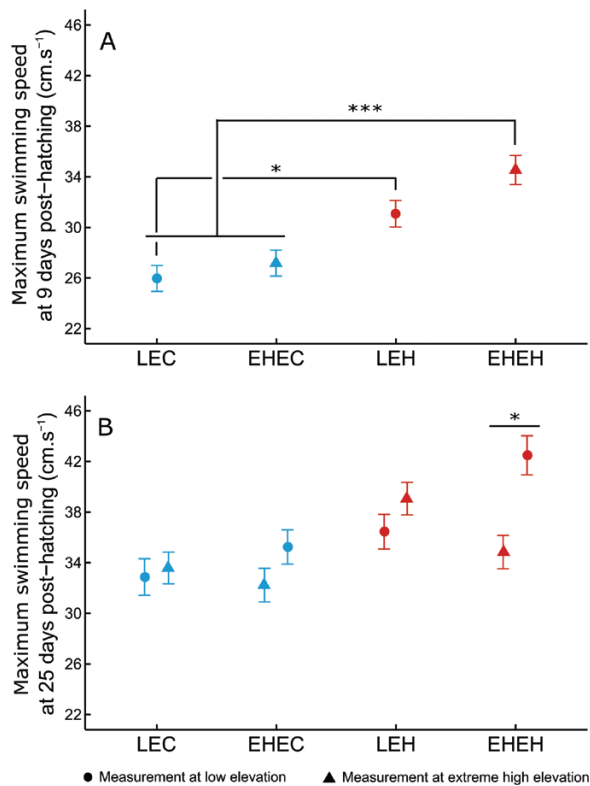 A
Maximum swimming speed
at 9 days post−hatching (cm.s⁻¹)
46
42
38
34
30
26
22
***
*
LEC EHEC LEH EHEH
B
Maximum swimming speed
at 25 days post−hatching (cm.s⁻¹)
46
42
38
34
30
26
22
*
LEC EHEC LEH EHEH
● Measurement at low elevation ▲ Measurement at extreme high elevation